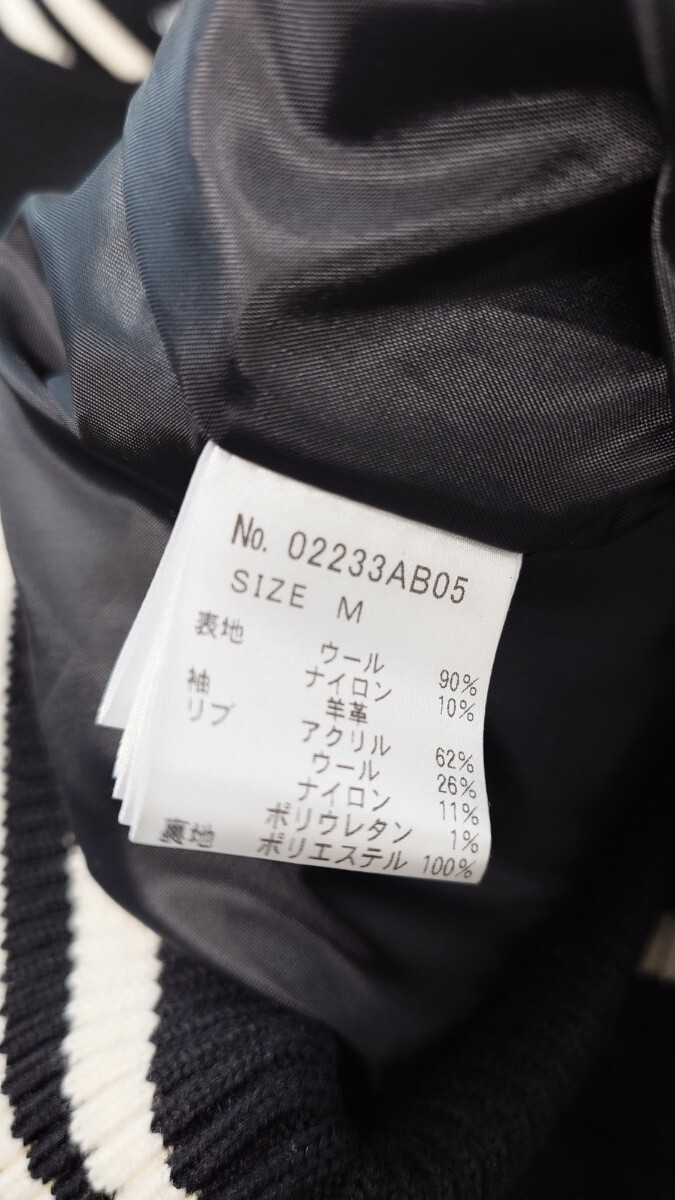 No. 02233AB05
SIZE M
表地 ウール 90%
ナイロン 10%
袖 羊革
リブ アクリル 62%
ウール 26%
ナイロン 11%
ポリウレタン 1%
裏地 ポリエステル 100%